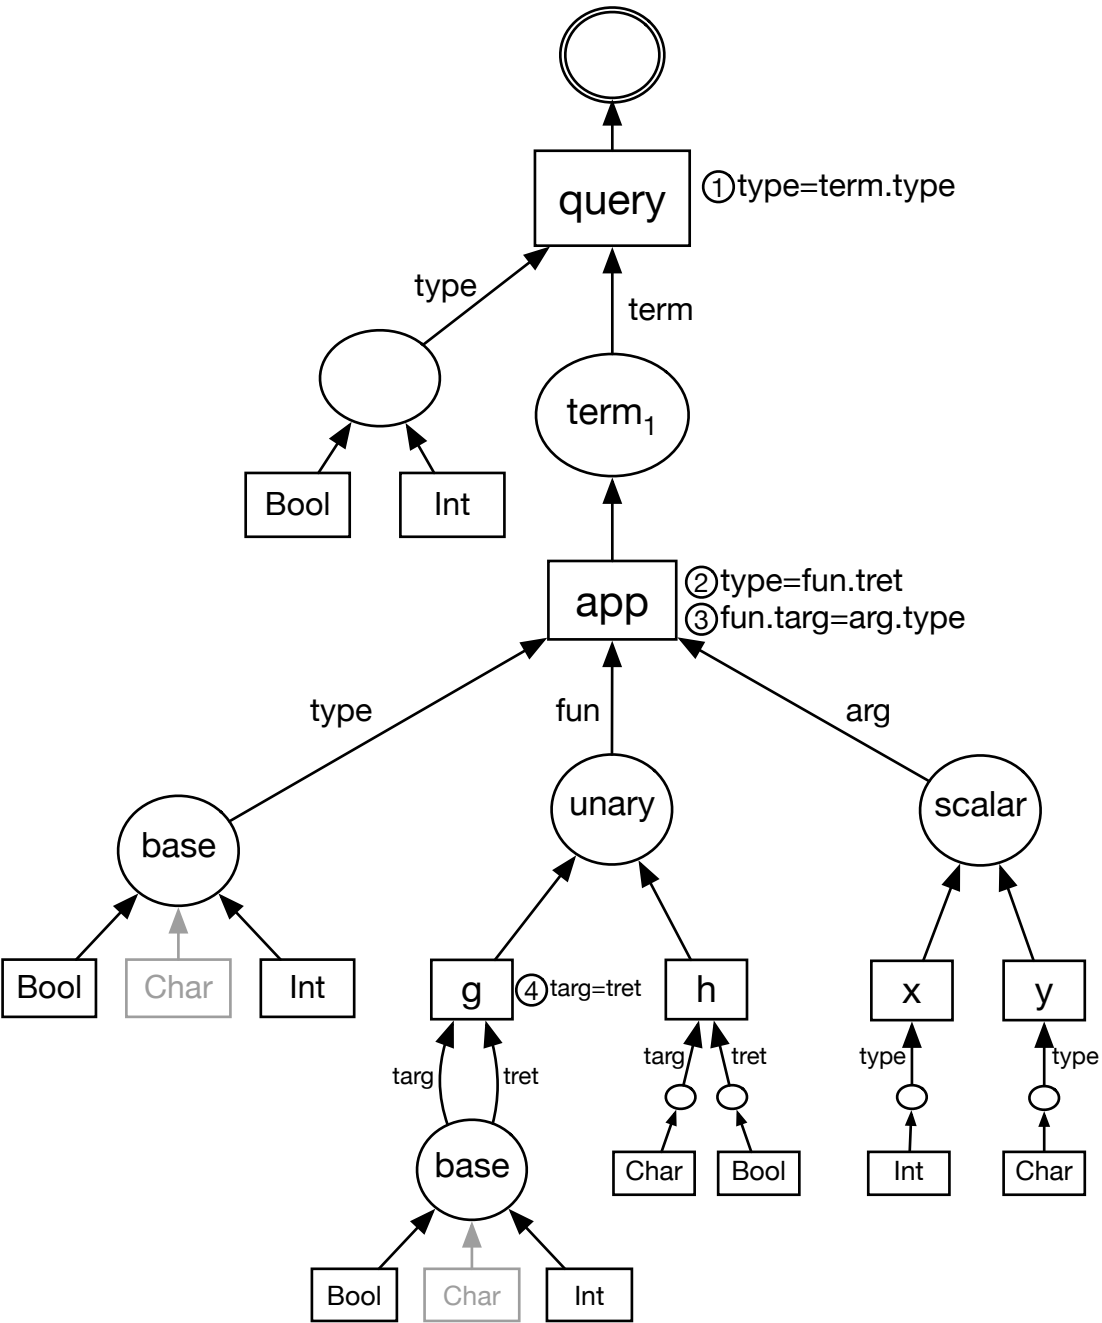 query
①type=term.type
type
term
term₁
Bool
Int
app
②type=fun.tret
③fun.targ=arg.type
type
fun
arg
base
unary
scalar
Bool
Char
Int
g
④targ=tret
h
x
y
targ
tret
targ
tret
type
type
base
Char
Bool
Int
Char
Bool
Char
Int